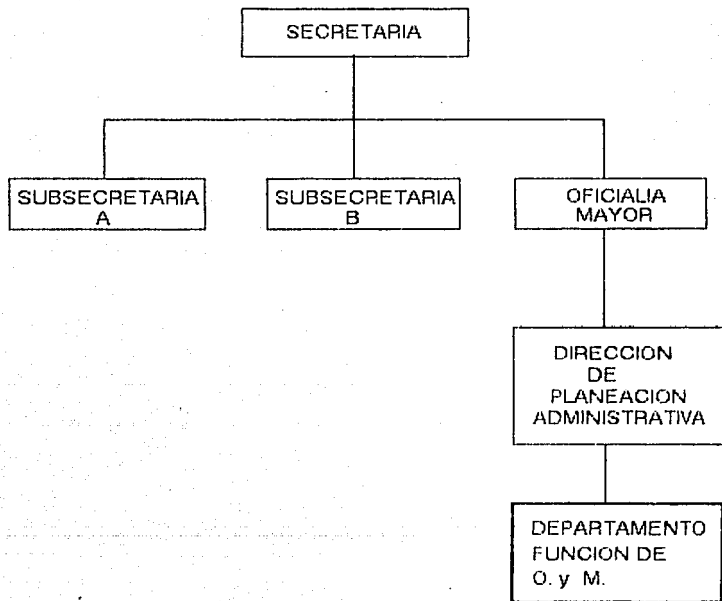 SECRETARIA
SUBSECRETARIA
A
SUBSECRETARIA
B
OFICIALIA
MAYOR
DIRECCION
DE
PLANEACION
ADMINISTRATIVA
DEPARTAMENTO
FUNCION DE
O. y M.